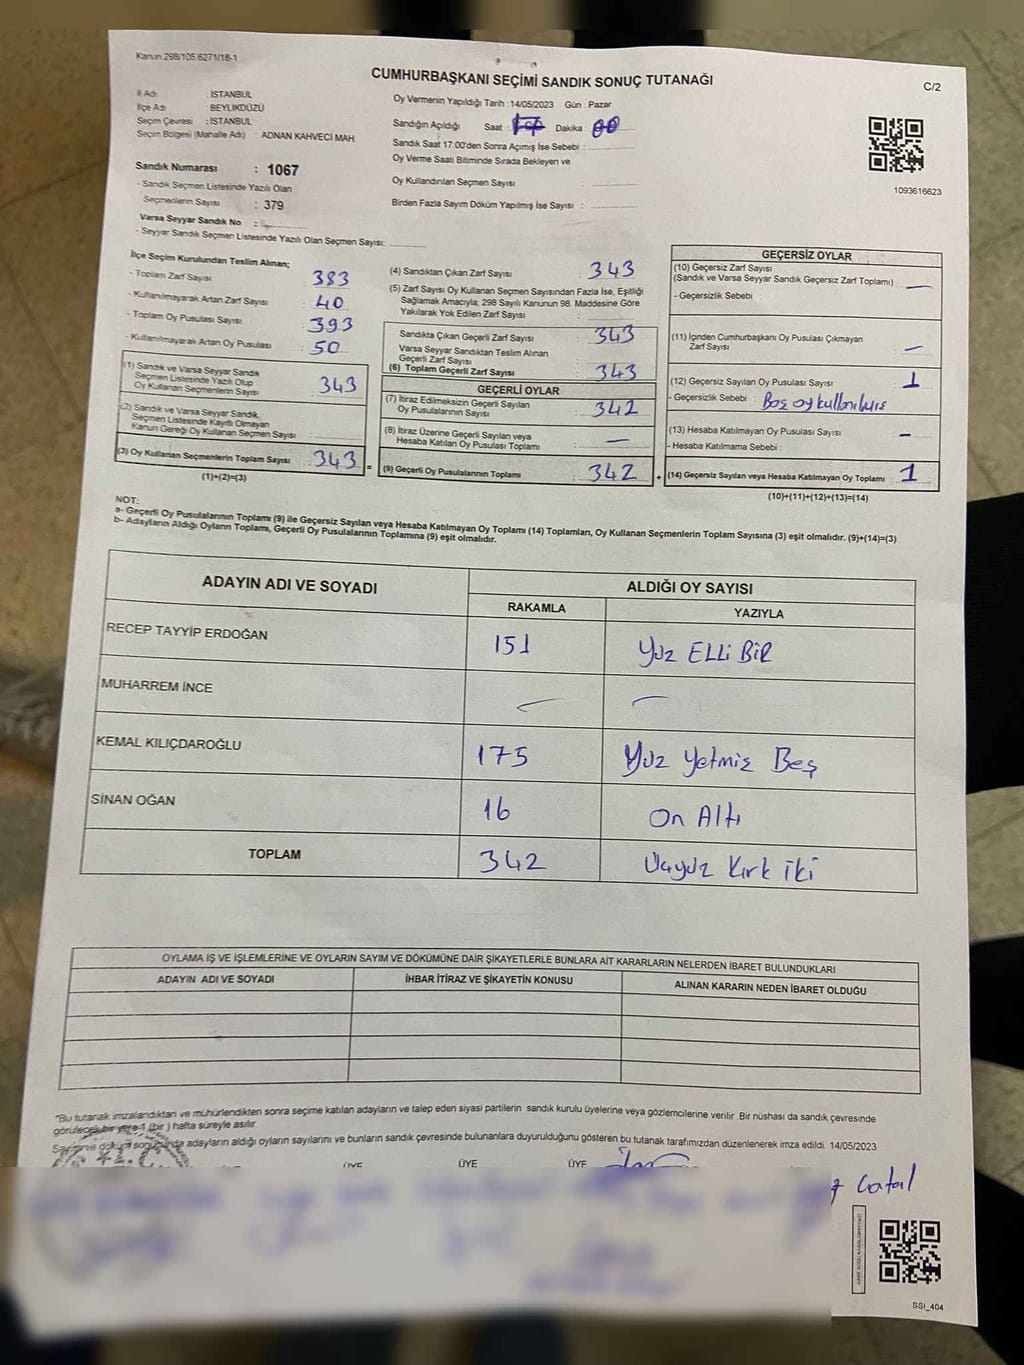 Kanun 298/105 6271/18-1
CUMHURBAŞKANI SEÇİMİ SANDIK SONUÇ TUTANAĞI
C/2
İl Adı : İSTANBUL
İlçe Adı : BEYLİKDÜZÜ
Seçim Çevresi : İSTANBUL
Seçim Bölgesi (Mahalle Adı) : ADNAN KAHVECİ MAH
Sandık Numarası : 1067
- Sandık Seçmen Listesinde Yazılı Olan
Seçmenlerin Sayısı : 379
Varsa Seyyar Sandık No :
- Seyyar Sandık Seçmen Listesinde Yazılı Olan Seçmen Sayısı:
Oy Vermenin Yapıldığı Tarih : 14/05/2023 Gün : Pazar
Sandığın Açıldığı Saat : Dakika : 00
Sandık Saat 17.00'den Sonra Açımış İse Sebebi :
Oy Verme Saati Bitiminde Sırada Bekleyen ve
Oy Kullandırılan Seçmen Sayısı :
Birden Fazla Sayım Döküm Yapılmış İse Sayısı :
1093616623
İlçe Seçim Kurulundan Teslim Alınan;
- Toplam Zarf Sayısı : 383
- Kullanılmayarak Artan Zarf Sayısı : 40
- Toplam Oy Pusulası Sayısı : 393
- Kullanılmayarak Artan Oy Pusulası : 50
(1) Sandık ve Varsa Seyyar Sandık
Seçmen Listesinde Yazılı Olup
Oy Kullanan Seçmenlerin Sayısı : 343
(2) Sandık ve Varsa Seyyar Sandık
Seçmen Listesinde Kayıtlı Olmayan
Kanun Gereği Oy Kullanan Seçmen Sayısı :
(3) Oy Kullanan Seçmenlerin Toplam Sayısı : 343 =
(1)+(2)=(3)
(4) Sandıktan Çıkan Zarf Sayısı : 343
(5) Zarf Sayısı Oy Kullanan Seçmen Sayısından Fazla İse, Eşitliği
Sağlamak Amacıyla; 298 Sayılı Kanunun 98. Maddesine Göre
Yakılarak Yok Edilen Zarf Sayısı :
Sandıkta Çıkan Geçerli Zarf Sayısı : 343
Varsa Seyyar Sandıktan Teslim Alınan
Geçerli Zarf Sayısı :
(6) Toplam Geçerli Zarf Sayısı : 343
GEÇERLİ OYLAR
(7) İtiraz Edilmeksizin Geçerli Sayılan
Oy Pusulalarının Sayısı : 342
(8) İtiraz Üzerine Geçerli Sayılan veya
Hesaba Katılan Oy Pusulası Toplamı : —
(9) Geçerli Oy Pusulalarının Toplamı : 342 +
GEÇERSİZ OYLAR
(10) Geçersiz Zarf Sayısı
(Sandık ve Varsa Seyyar Sandık Geçersiz Zarf Toplamı) : —
- Geçersizlik Sebebi :
(11) İçinden Cumhurbaşkanı Oy Pusulası Çıkmayan
Zarf Sayısı : —
(12) Geçersiz Sayılan Oy Pusulası Sayısı : 1
- Geçersizlik Sebebi : Boş oy
(13) Hesaba Katılmayan Oy Pusulası Sayısı : —
- Hesaba Katılmama Sebebi :
(14) Geçersiz Sayılan veya Hesaba Katılmayan Oy Toplamı : 1
(10)+(11)+(12)+(13)=(14)
NOT:
a- Geçerli Oy Pusulalarının Toplamı (9) ile Geçersiz Sayılan veya Hesaba Katılmayan Oy Toplamı (14) Toplamları, Oy Kullanan Seçmenlerin Toplam Sayısına (3) eşit olmalıdır. (9)+(14)=(3)
b- Adayların Aldığı Oyların Toplamı, Geçerli Oy Pusulalarının Toplamına (9) eşit olmalıdır.
ADAYIN ADI VE SOYADI
ALDIĞI OY SAYISI
RAKAMLA YAZIYLA
RECEP TAYYİP ERDOĞAN 151 Yüz ELLİ BİR
MUHARREM İNCE — —
KEMAL KILIÇDAROĞLU 175 Yüz Yetmiş Beş
SİNAN OĞAN 16 On Altı
TOPLAM 342 Üçyüz Kırk iki
OYLAMA İŞ VE İŞLEMLERİNE VE OYLARIN SAYIM VE DÖKÜMÜNE DAİR ŞİKAYETLERLE BUNLARA AİT KARARLARIN NELERDEN İBARET BULUNDUKLARI
ADAYIN ADI VE SOYADI İHBAR İTİRAZ VE ŞİKAYETİN KONUSU ALINAN KARARIN NEDEN İBARET OLDUĞU
*Bu tutanak imzalandıktan ve mühürlendikten sonra seçime katılan adayların ve talep eden siyasi partilerin sandık kurulu üyelerine veya gözlemcilerine verilir. Bir nüshası da sandık çevresinde
görülecek bir yere 1 (bir) hafta süreyle asılır.
Sayım ve döküm sonucunda adayların aldığı oyların sayılarını ve bunların sandık çevresinde bulunanlara duyurulduğunu gösteren bu tutanak tarafımızdan düzenlenerek imza edildi. 14/05/2023
ÜYE ÜYE ÜYE
Çatal
SSI_404